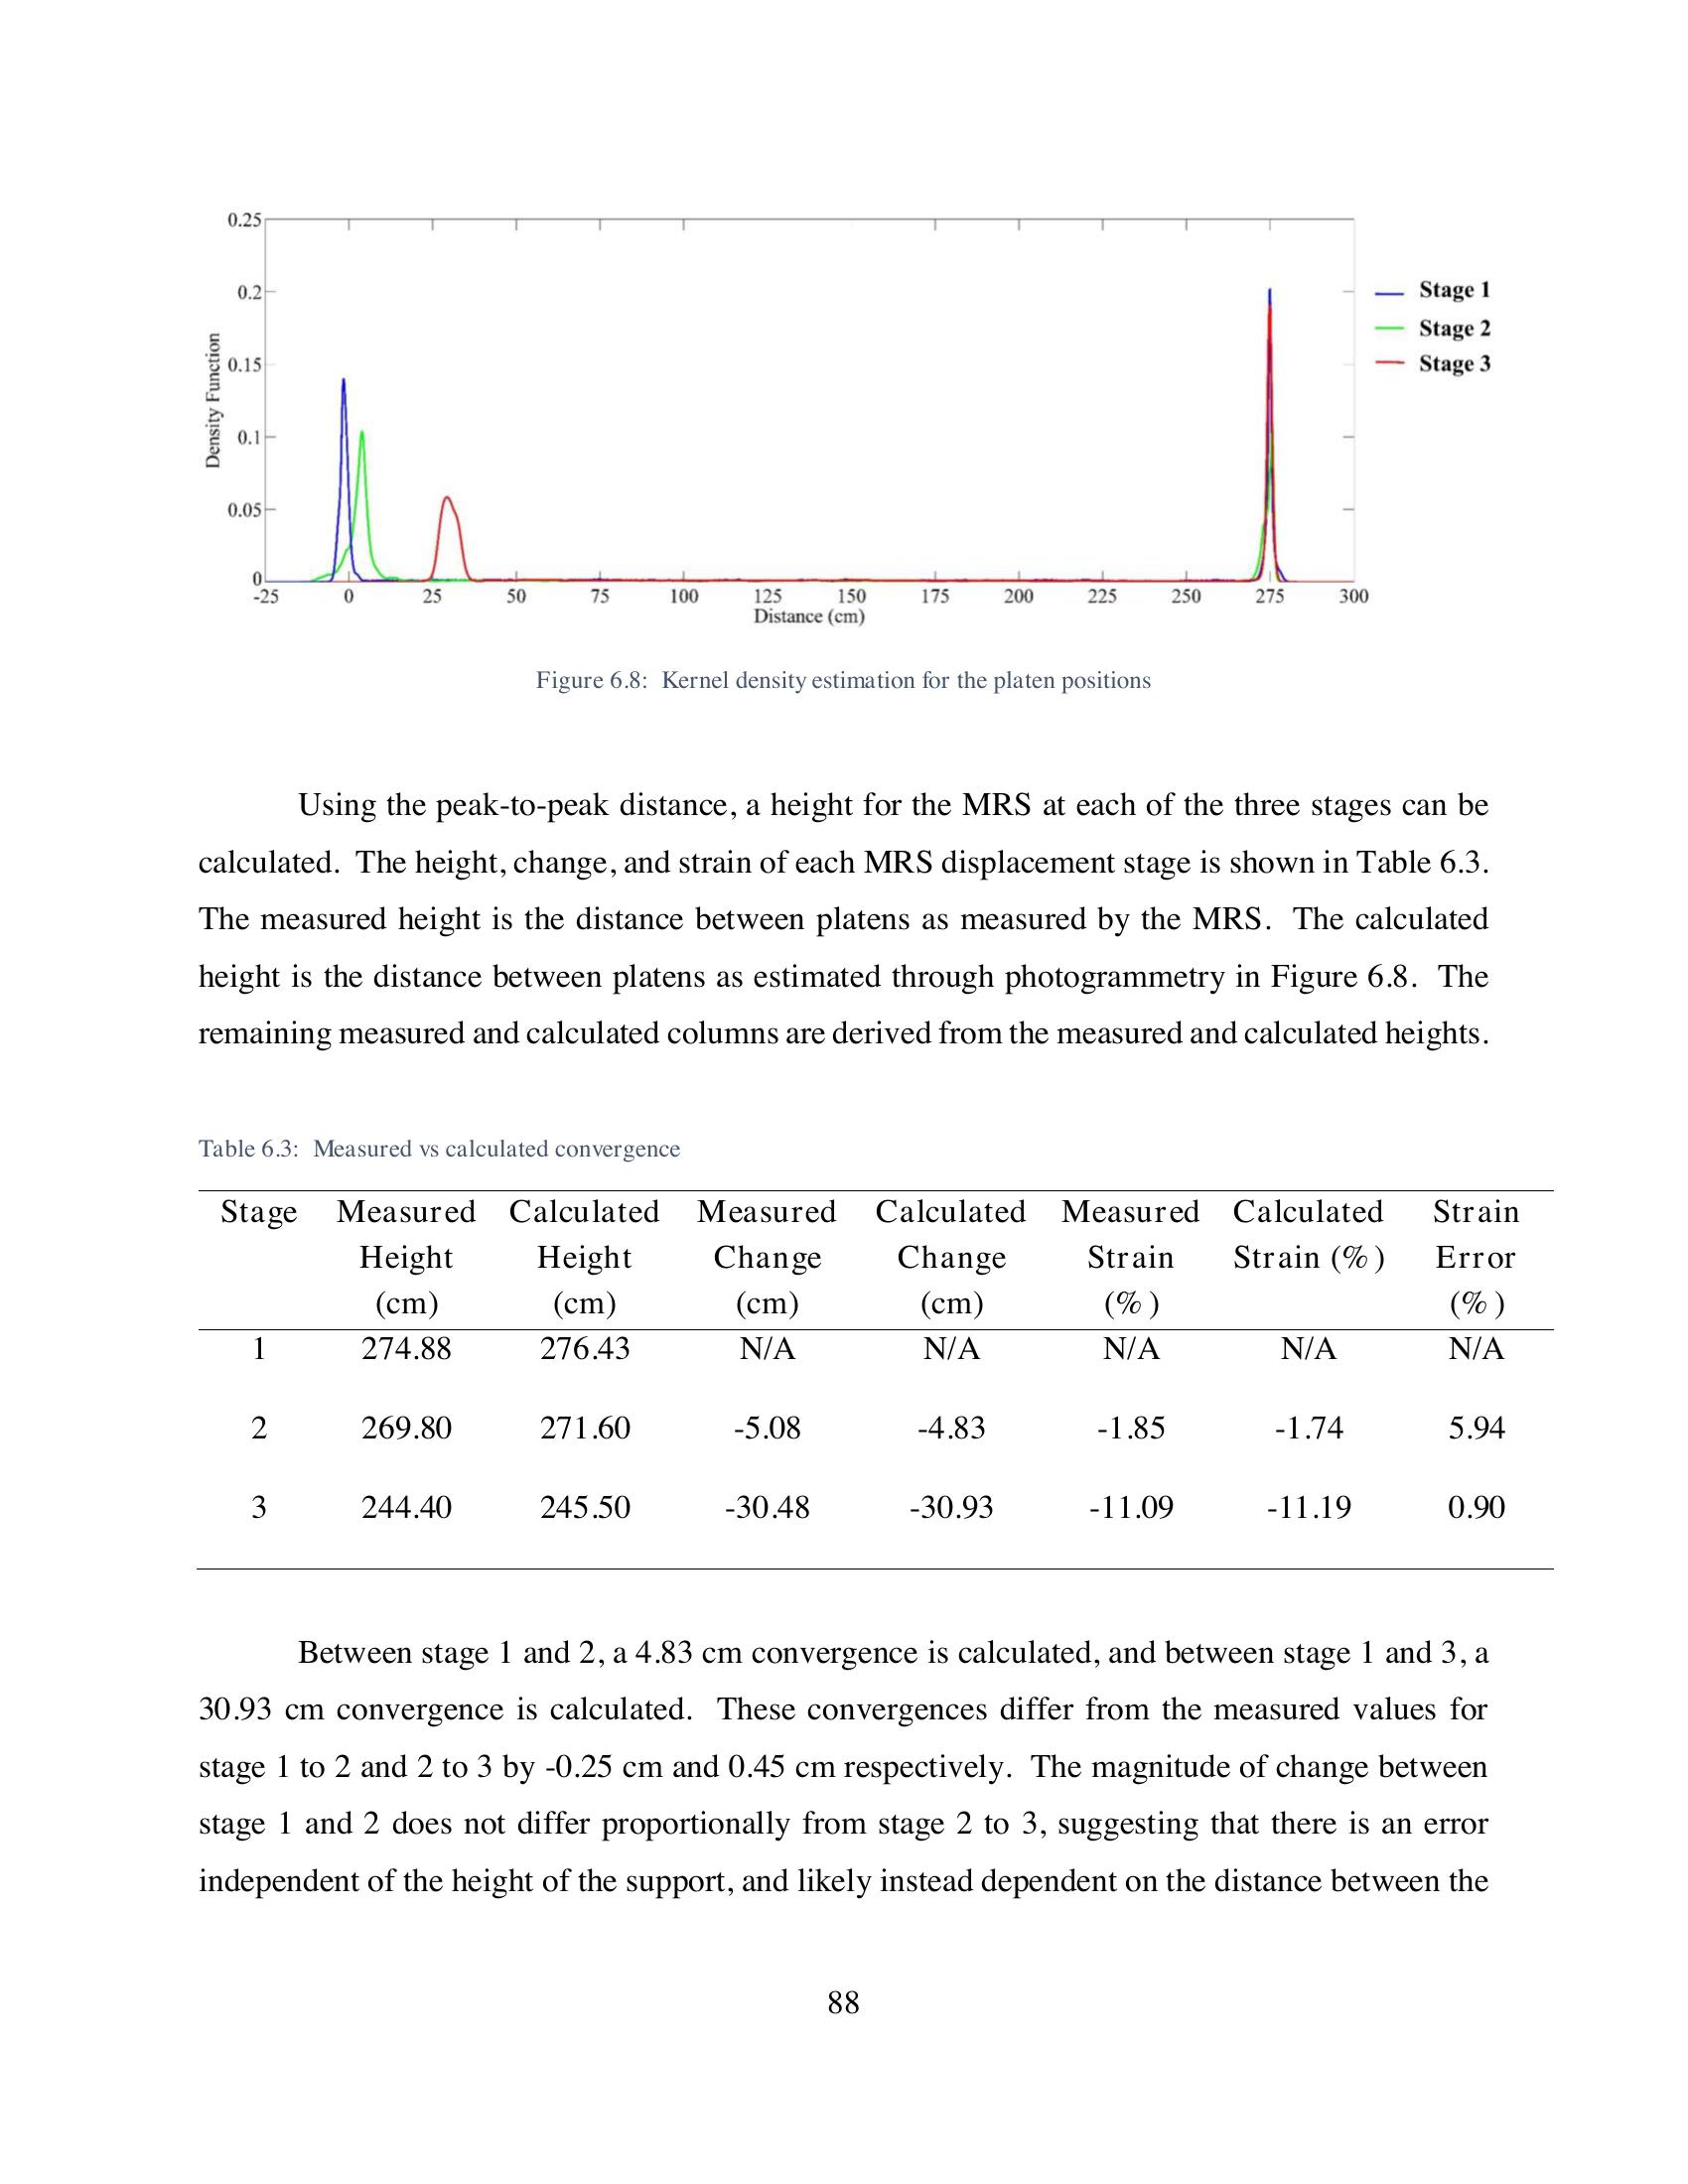 0.25
0.2
0.15
0.1
0.05
0
Density Function
-25 0 25 50 75 100 125 150 175 200 225 250 275 300
Distance (cm)
Stage 1
Stage 2
Stage 3
Figure 6.8: Kernel density estimation for the platen positions
Using the peak-to-peak distance, a height for the MRS at each of the three stages can be
calculated. The height, change, and strain of each MRS displacement stage is shown in Table 6.3.
The measured height is the distance between platens as measured by the MRS. The calculated
height is the distance between platens as estimated through photogrammetry in Figure 6.8. The
remaining measured and calculated columns are derived from the measured and calculated heights.
Table 6.3: Measured vs calculated convergence
Stage Measured Calculated Measured Calculated Measured Calculated Strain
Height Height Change Change Strain Strain (%) Error
(cm) (cm) (cm) (cm) (%) (%)
1 274.88 276.43 N/A N/A N/A N/A N/A
2 269.80 271.60 -5.08 -4.83 -1.85 -1.74 5.94
3 244.40 245.50 -30.48 -30.93 -11.09 -11.19 0.90
Between stage 1 and 2, a 4.83 cm convergence is calculated, and between stage 1 and 3, a
30.93 cm convergence is calculated. These convergences differ from the measured values for
stage 1 to 2 and 2 to 3 by -0.25 cm and 0.45 cm respectively. The magnitude of change between
stage 1 and 2 does not differ proportionally from stage 2 to 3, suggesting that there is an error
independent of the height of the support, and likely instead dependent on the distance between the
88